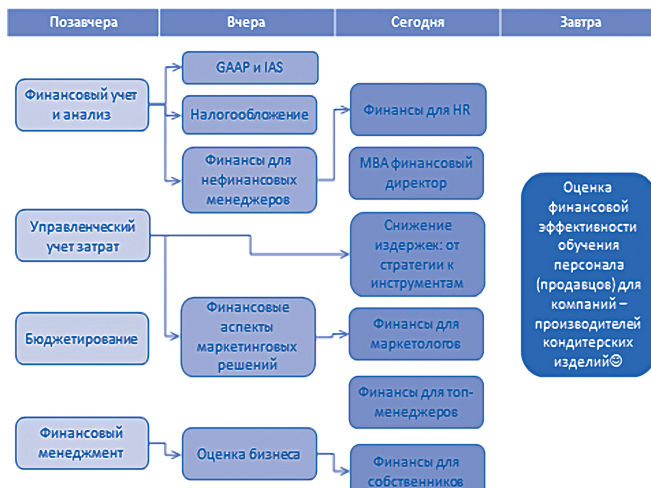 Позавчера
Вчера
Сегодня
Завтра
Финансовый учет
и анализ
Управленческий
учет затрат
Бюджетирование
Финансовый
менеджмент
GAAP и IAS
Налогообложение
Финансы для
нефинансовых
менеджеров
Финансовые
аспекты
маркетинговых
решений
Оценка бизнеса
Финансы для HR
MBA финансовый
директор
Снижение
издержек: от
стратегии к
инструментам
Финансы для
маркетологов
Финансы для топ-
менеджеров
Финансы для
собственников
Оценка
финансовой
эффективности
обучения
персонала
(продавцов) для
компаний –
производителей
кондитерских
изделий☺